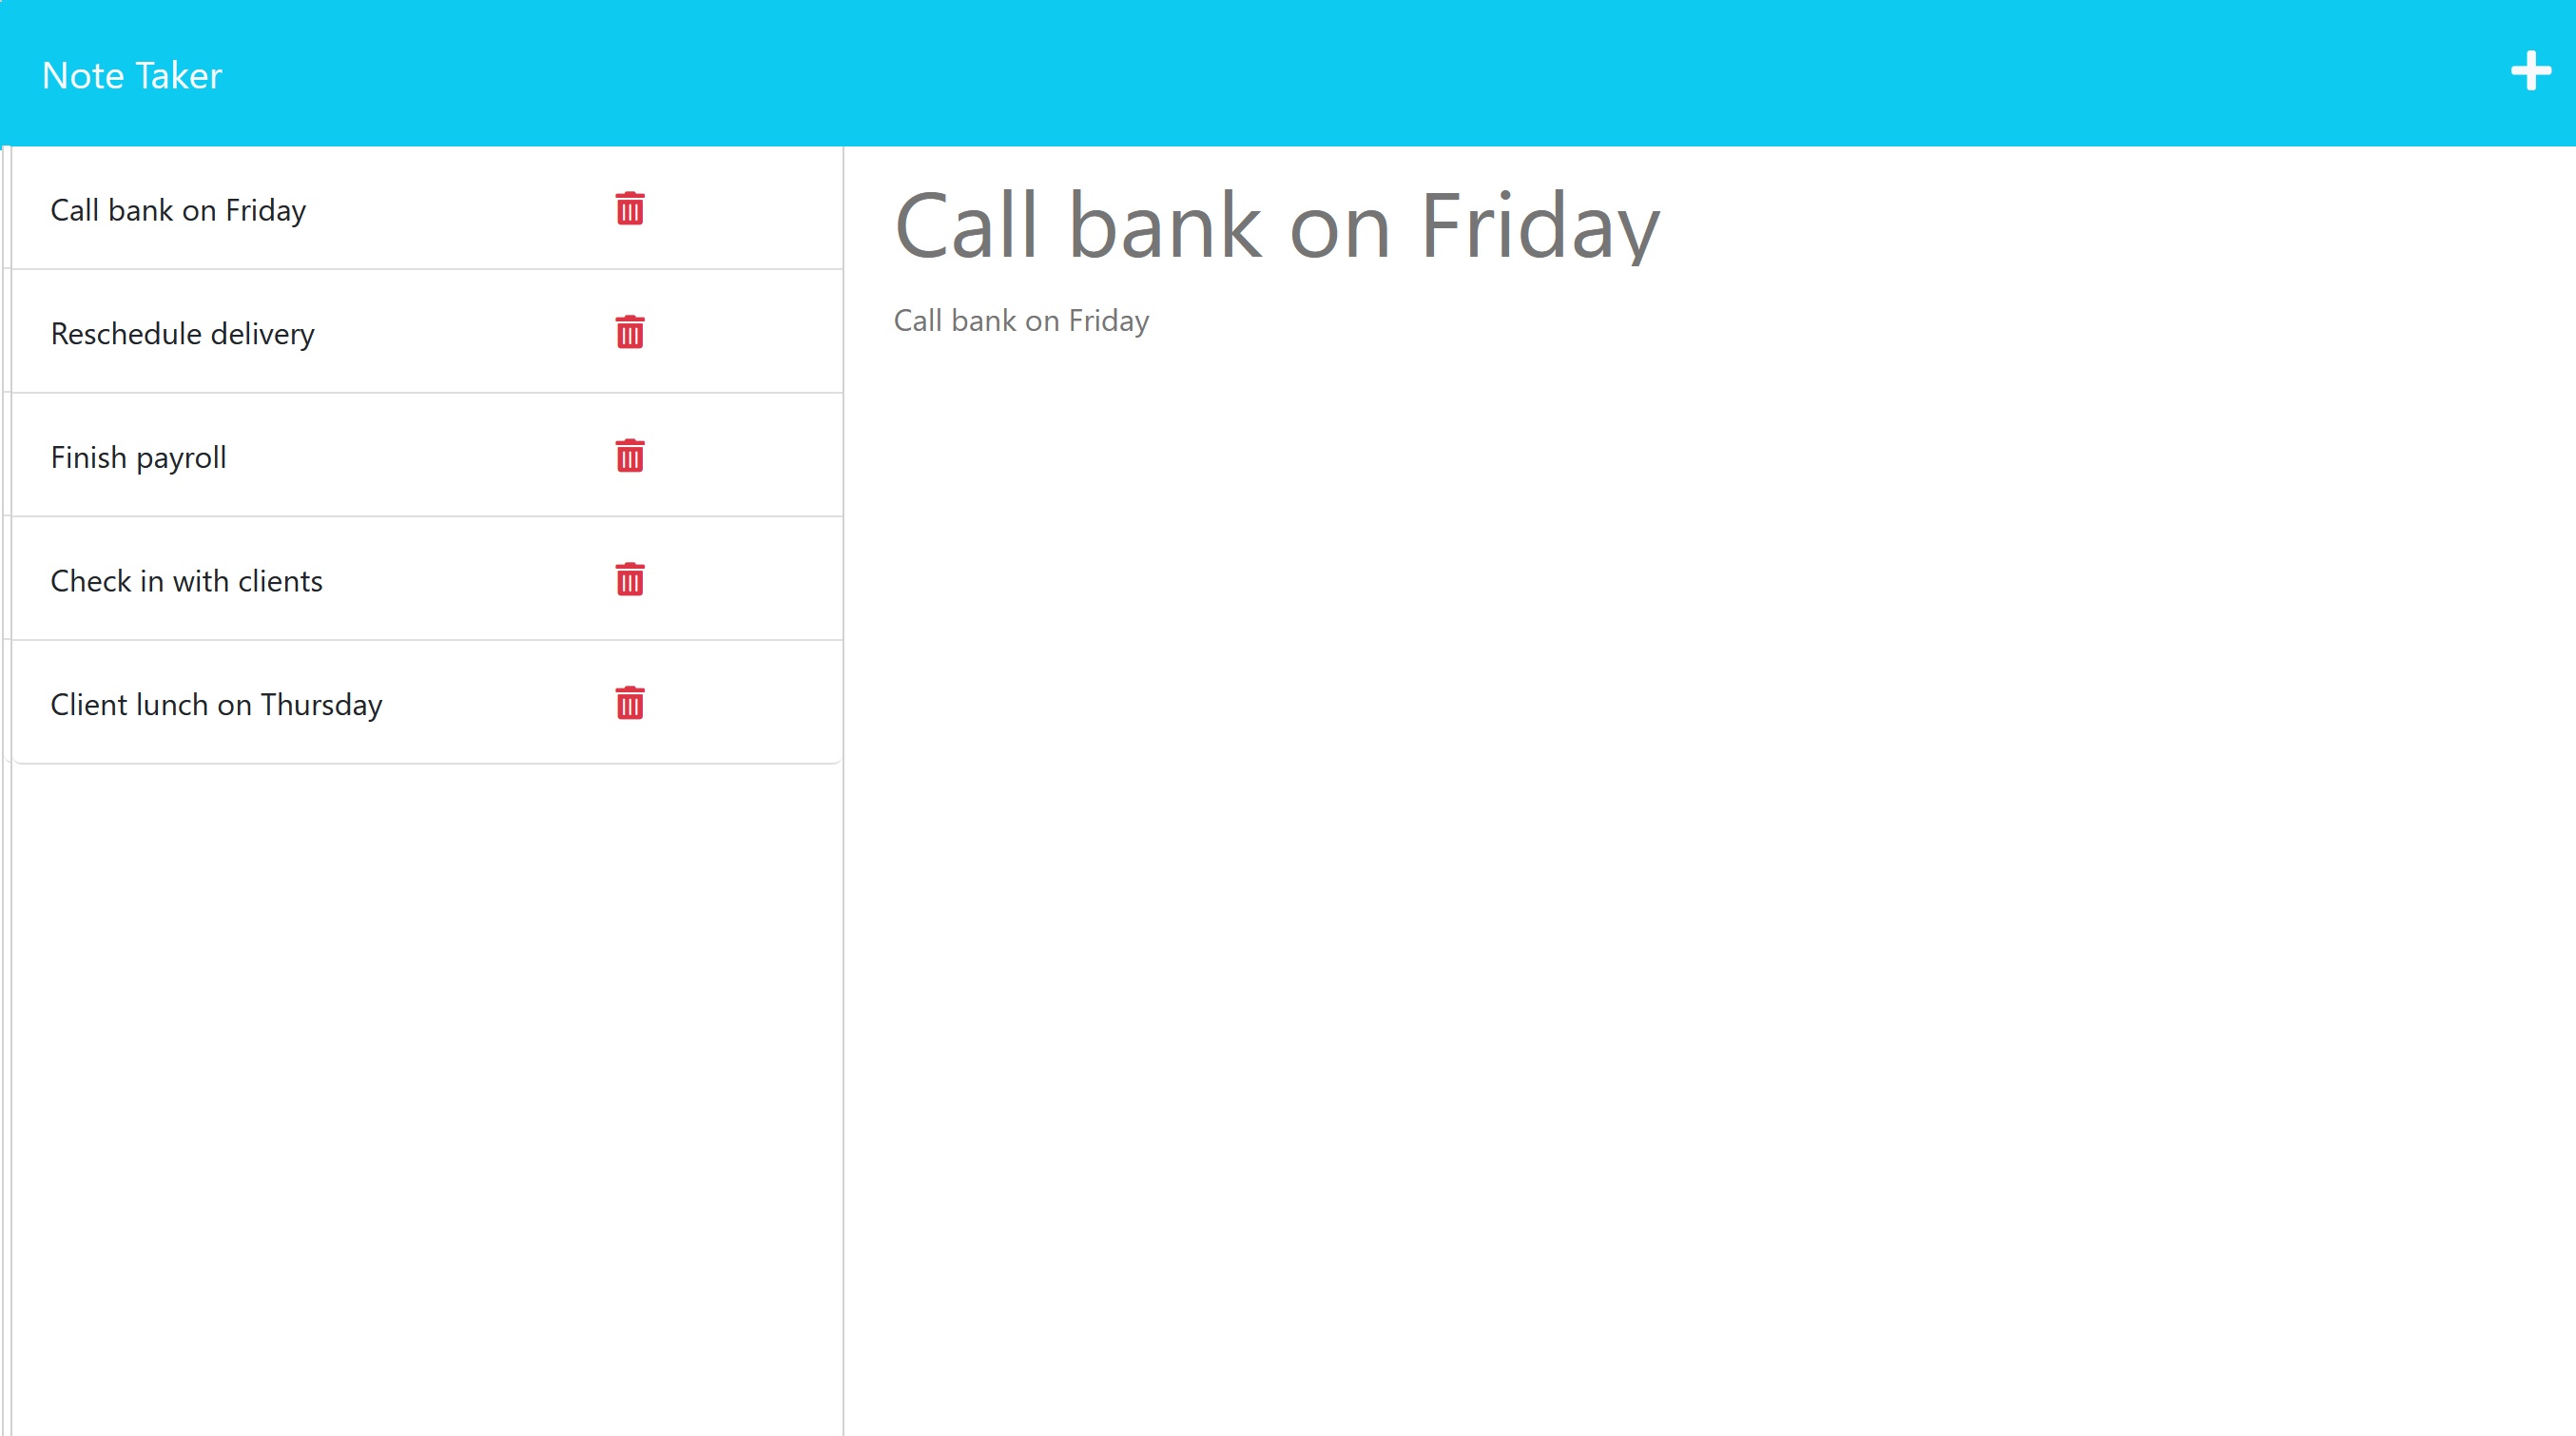 Note Taker
Call bank on Friday
Reschedule delivery
Finish payroll
Check in with clients
Client lunch on Thursday
Call bank on Friday
Call bank on Friday